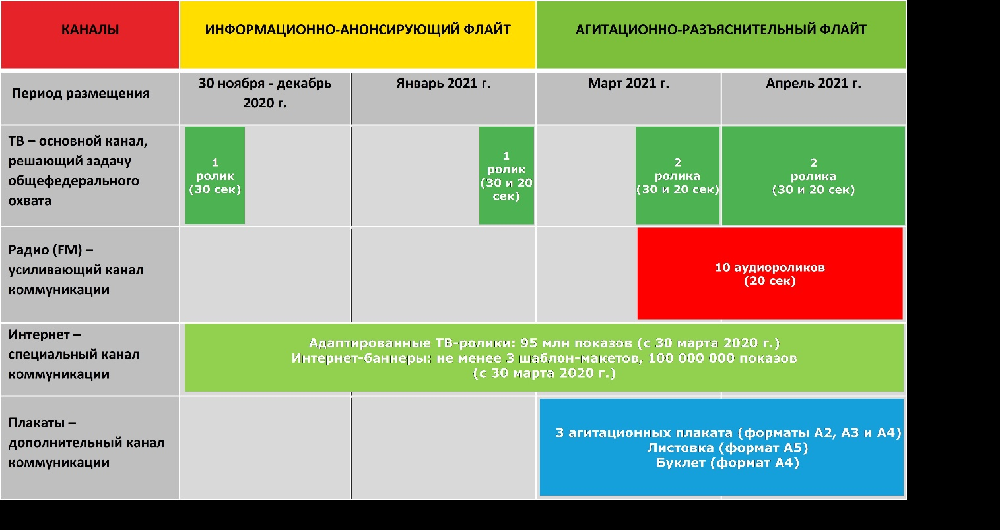 КАНАЛЫ
ИНФОРМАЦИОННО-АНОНСИРУЮЩИЙ ФЛАЙТ
АГИТАЦИОННО-РАЗЪЯСНИТЕЛЬНЫЙ ФЛАЙТ
Период размещения
30 ноября - декабрь
2020 г.
Январь 2021 г.
Март 2021 г.
Апрель 2021 г.
ТВ – основной канал,
решающий задачу
общефедерального
охвата
1
ролик
(30 сек)
1
ролик
(30 и 20
сек)
2
ролика
(30 и 20 сек)
2
ролика
(30 и 20 сек)
Радио (FM) –
усиливающий канал
коммуникации
10 аудиороликов
(20 сек)
Интернет –
специальный канал
коммуникации
Адаптированные ТВ-ролики: 95 млн показов (с 30 марта 2020 г.)
Интернет-баннеры: не менее 3 шаблон-макетов, 100 000 000 показов
(с 30 марта 2020 г.)
Плакаты –
дополнительный канал
коммуникации
3 агитационных плаката (форматы А2, А3 и А4)
Листовка (формат А5)
Буклет (формат А4)